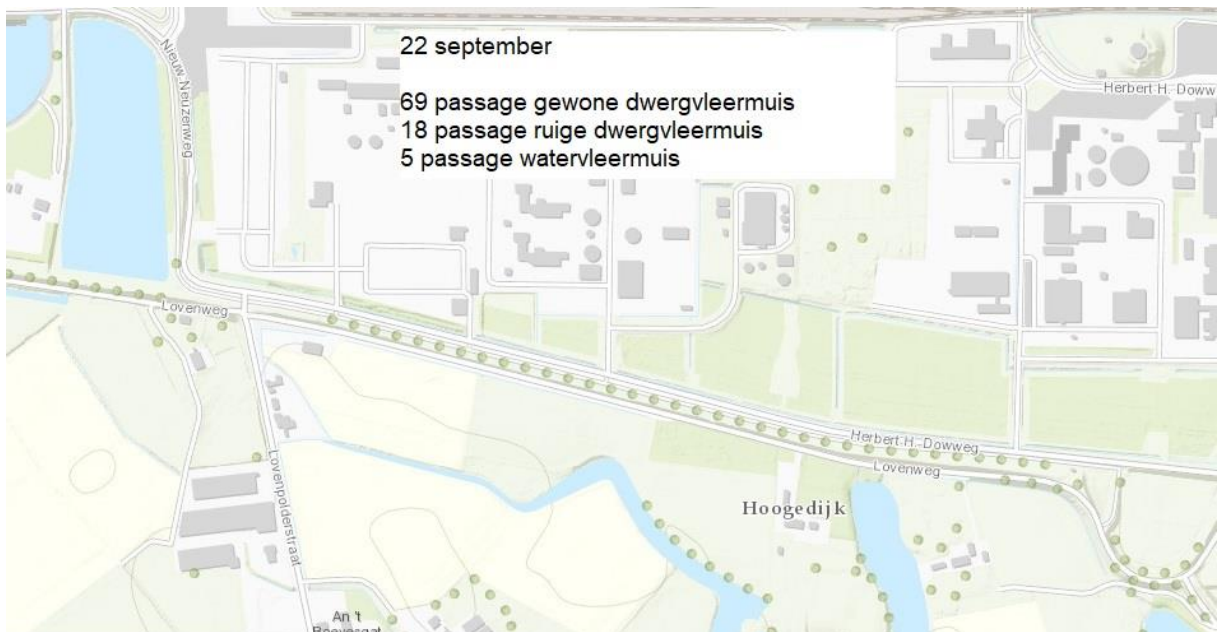 22 september
69 passage gewone dwergvleermuis
18 passage ruige dwergvleermuis
5 passage watervleermuis
Nieuw-Neuzenweg
Herbert H. Doww
Lovenweg
Herbert H. Dowweg
Lovenweg
Hoogedijk
Lovenpolderstraat
An 't